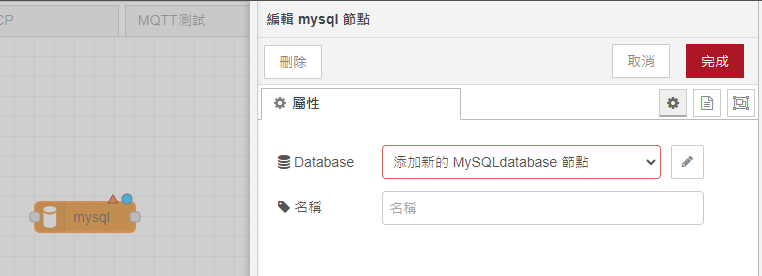 編輯 mysql 節點
CP
MQTT測試
刪除
取消
完成
屬性
Database
添加新的 MySQLdatabase 節點
名稱
名稱
mysql